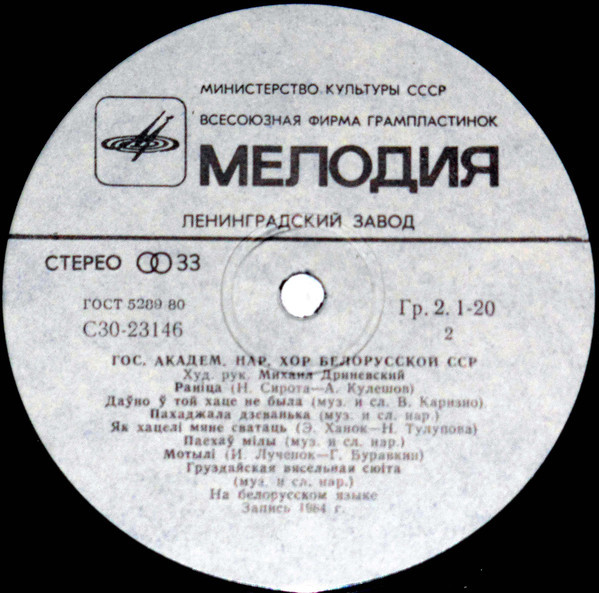 МИНИСТЕРСТВО КУЛЬТУРЫ СССР
ВСЕСОЮЗНАЯ ФИРМА ГРАМПЛАСТИНОК
МЕЛОДИЯ
ЛЕНИНГРАДСКИЙ ЗАВОД
СТЕРЕО 33
ГОСТ 5289 80
С30-23146
Гр. 2. 1-20
2
ГОС. АКАДЕМ. НАР. ХОР БЕЛОРУССКОЙ ССР
Худ. рук. Михаил Дриневский
Раніца (Н. Сирота—А. Кулешов)
Даўно ў той хаце не была (муз. и сл. В. Каризно)
Пахаджала дзеванька (муз. и сл. нар.)
Як хацелі мяне сватаць (Э. Ханок—Н. Тулупова)
Паехаў мілы (муз. и сл. нар.)
Мотылі (И. Лученок—Г. Буравкин)
Груздайская вясельная сюіта
(муз. и сл. нар.)
На белорусском языке
Запись 1984 г.